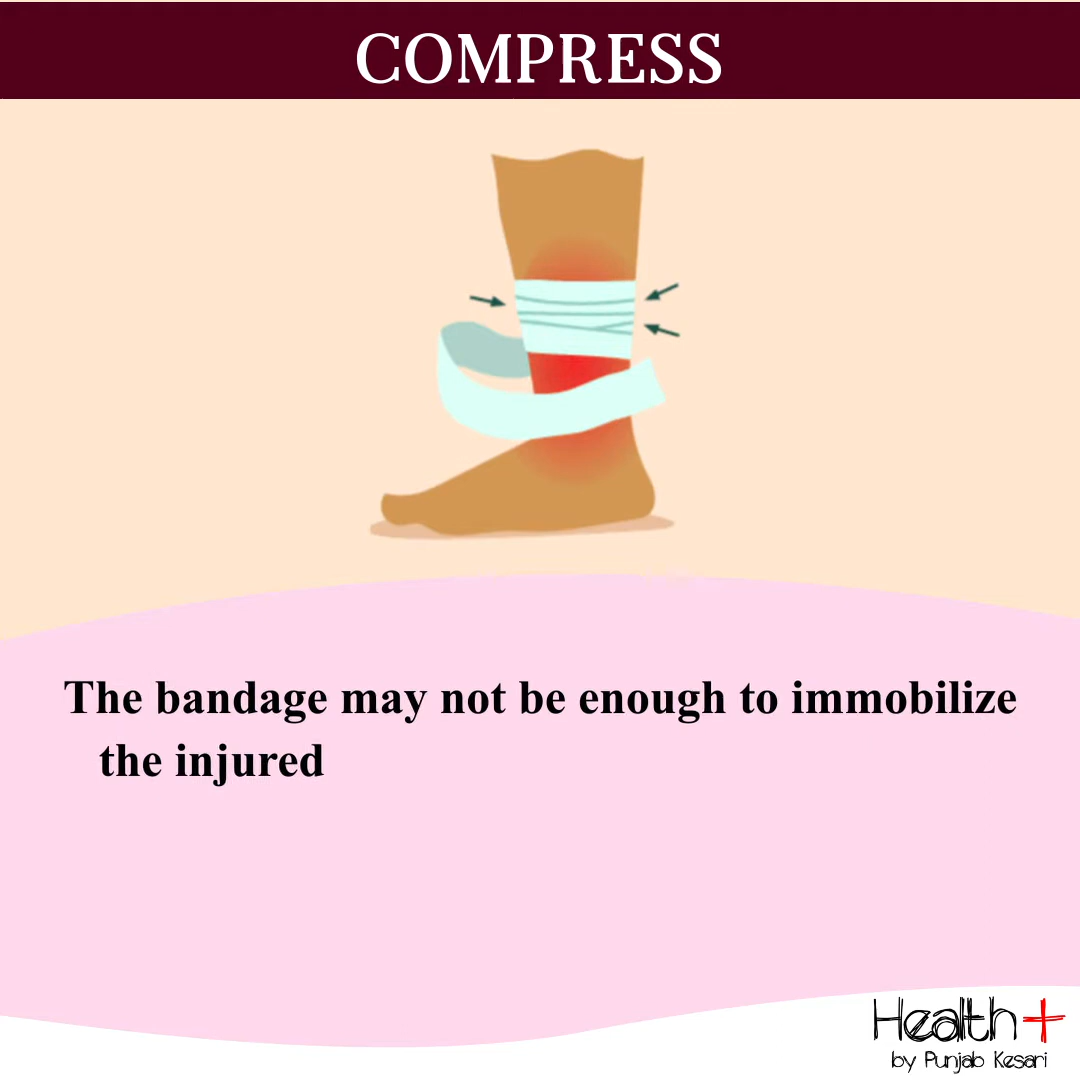 COMPRESS
The bandage may not be enough to immobilize
the injured
Health+
by Punjab Kesari